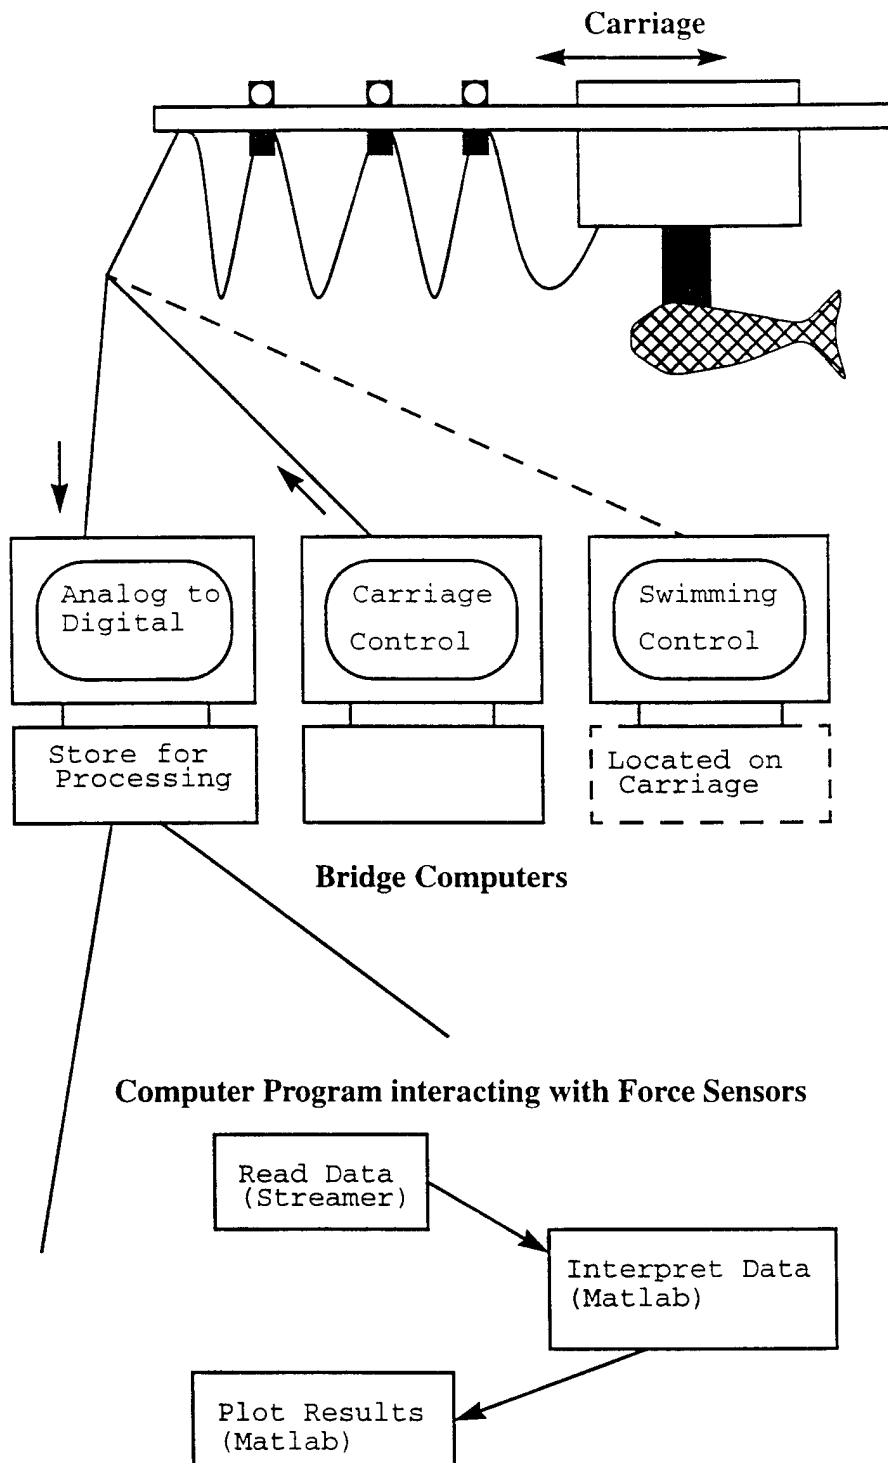 Carriage
Analog to
Digital
Carriage
Control
Swimming
Control
Store for
Processing
Located on
Carriage
Bridge Computers
Computer Program interacting with Force Sensors
Read Data
(Streamer)
Interpret Data
(Matlab)
Plot Results
(Matlab)